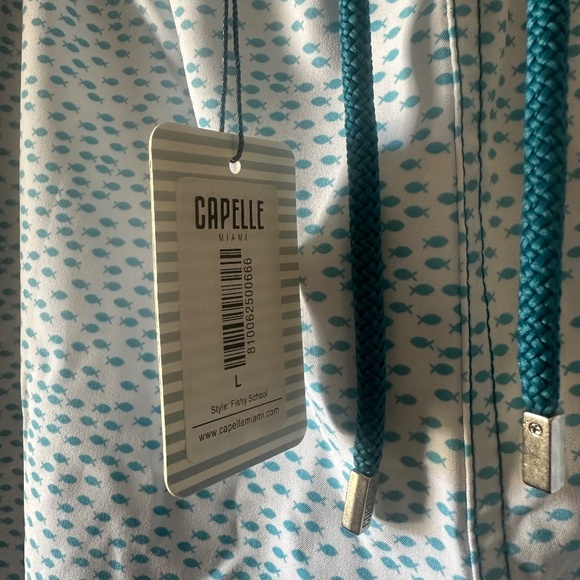 CAPELLE
MIAMI
810062500666
L
Style: Fishy School
www.capellemiami.com